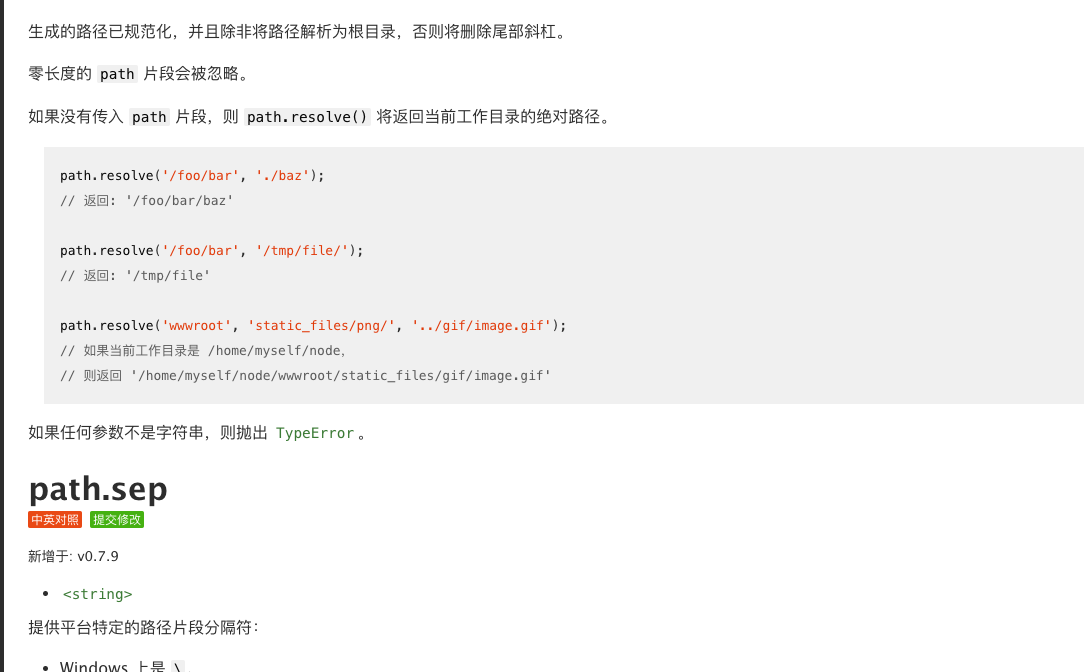 生成的路径已规范化，并且除非将路径解析为根目录，否则将删除尾部斜杠。
零长度的 path 片段会被忽略。
如果没有传入 path 片段，则 path.resolve() 将返回当前工作目录的绝对路径。
path.resolve('/foo/bar', './baz');
// 返回: '/foo/bar/baz'
path.resolve('/foo/bar', '/tmp/file/');
// 返回: '/tmp/file'
path.resolve('wwwroot', 'static_files/png/', '../gif/image.gif');
// 如果当前工作目录是 /home/myself/node，
// 则返回 '/home/myself/node/wwwroot/static_files/gif/image.gif'
如果任何参数不是字符串，则抛出 TypeError。
path.sep
中英对照 提交修改
新增于: v0.7.9
• <string>
提供平台特定的路径片段分隔符：
• Windows 上是 \。